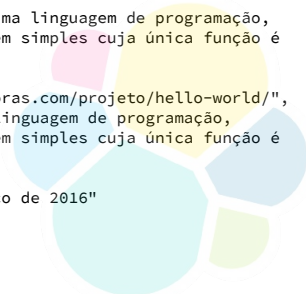 ma linguagem de programação,
m simples cuja única função é
ras.com/projeto/hello-world/",
linguagem de programação,
m simples cuja única função é
o de 2016"